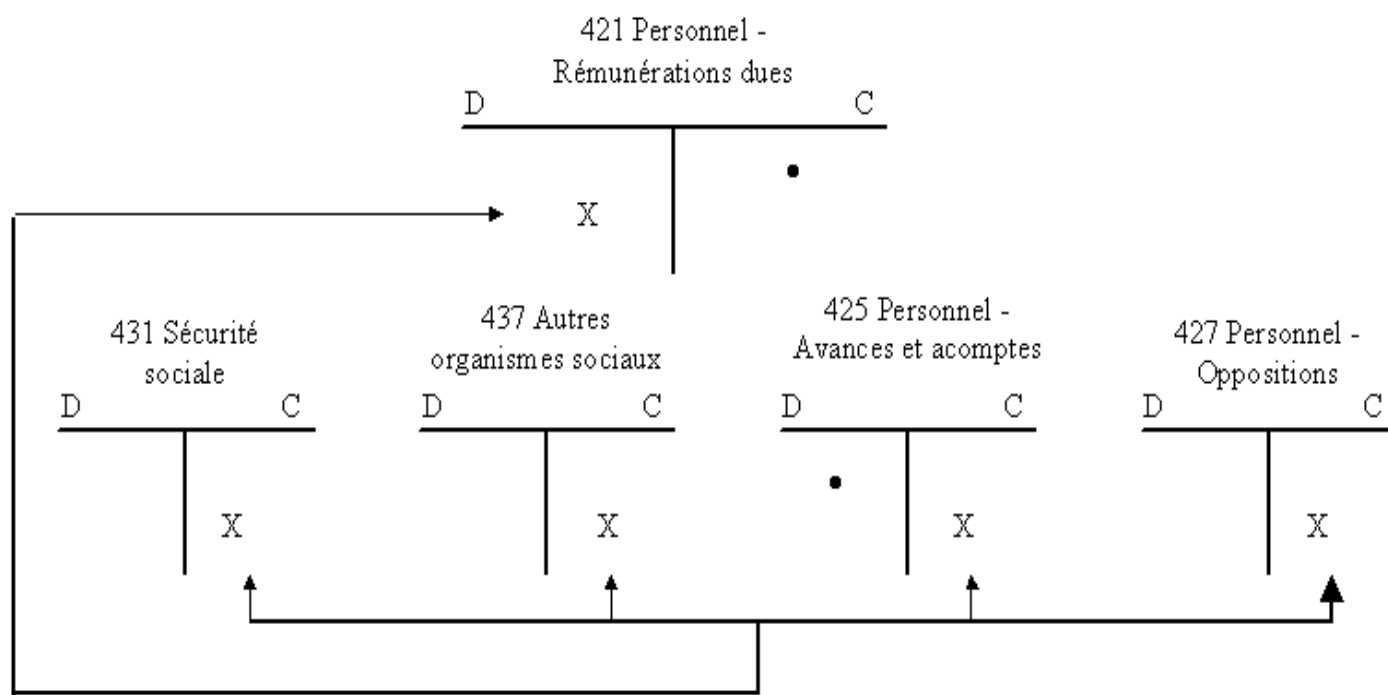 421 Personnel -
Rémunérations dues
D C
X
431 Sécurité
sociale
437 Autres
organismes sociaux
425 Personnel -
Avances et acomptes
427 Personnel -
Oppositions
D C
D C
D C
D C
X
X
X
X